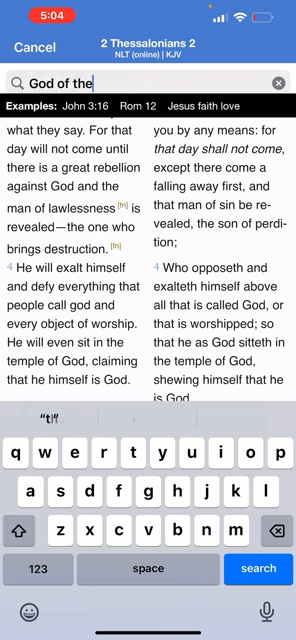 5:04
Cancel
2 Thessalonians 2
NLT (online) | KJV
God of the
Examples: John 3:16 Rom 12 Jesus faith love
what they say. For that
day will not come until
there is a great rebellion
against God and the
man of lawlessness [fn] is
revealed—the one who
brings destruction. [fn]
4 He will exalt himself
and defy everything that
people call god and
every object of worship.
He will even sit in the
temple of God, claiming
that he himself is God.
you by any means: for
that day shall not come,
except there come a
falling away first, and
that man of sin be re-
vealed, the son of perdi-
tion;
4 Who opposeth and
exalteth himself above
all that is called God, or
that is worshipped; so
that he as God sitteth in
the temple of God,
shewing himself that he
is God.
q w e r t y u i o p
a s d f g h j k l
z x c v b n m
123 space search